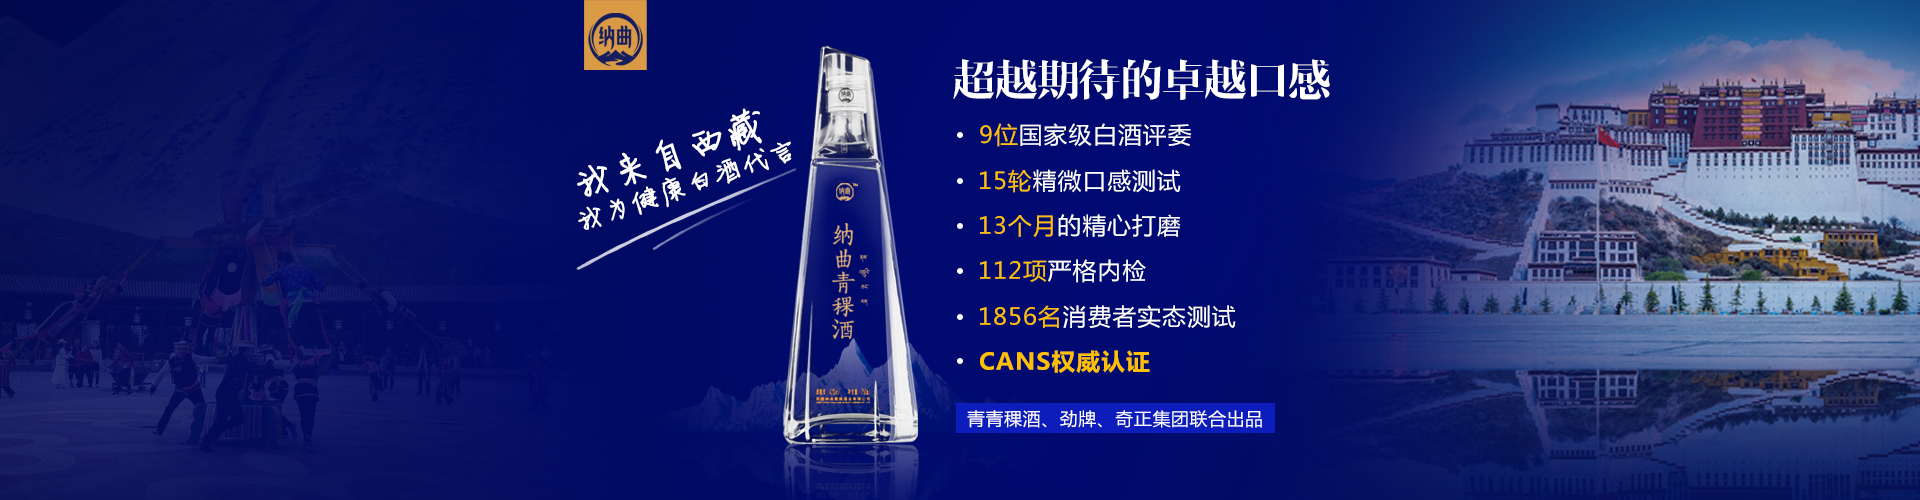 纳曲
我来自西藏
我为健康白酒代言
纳曲
纳曲
TM
纳曲青稞酒
超越期待的卓越口感
• 9位国家级白酒评委
• 15轮精微口感测试
• 13个月的精心打磨
• 112项严格内检
• 1856名消费者实态测试
• CANS权威认证
青青稞酒、劲牌、奇正集团联合出品